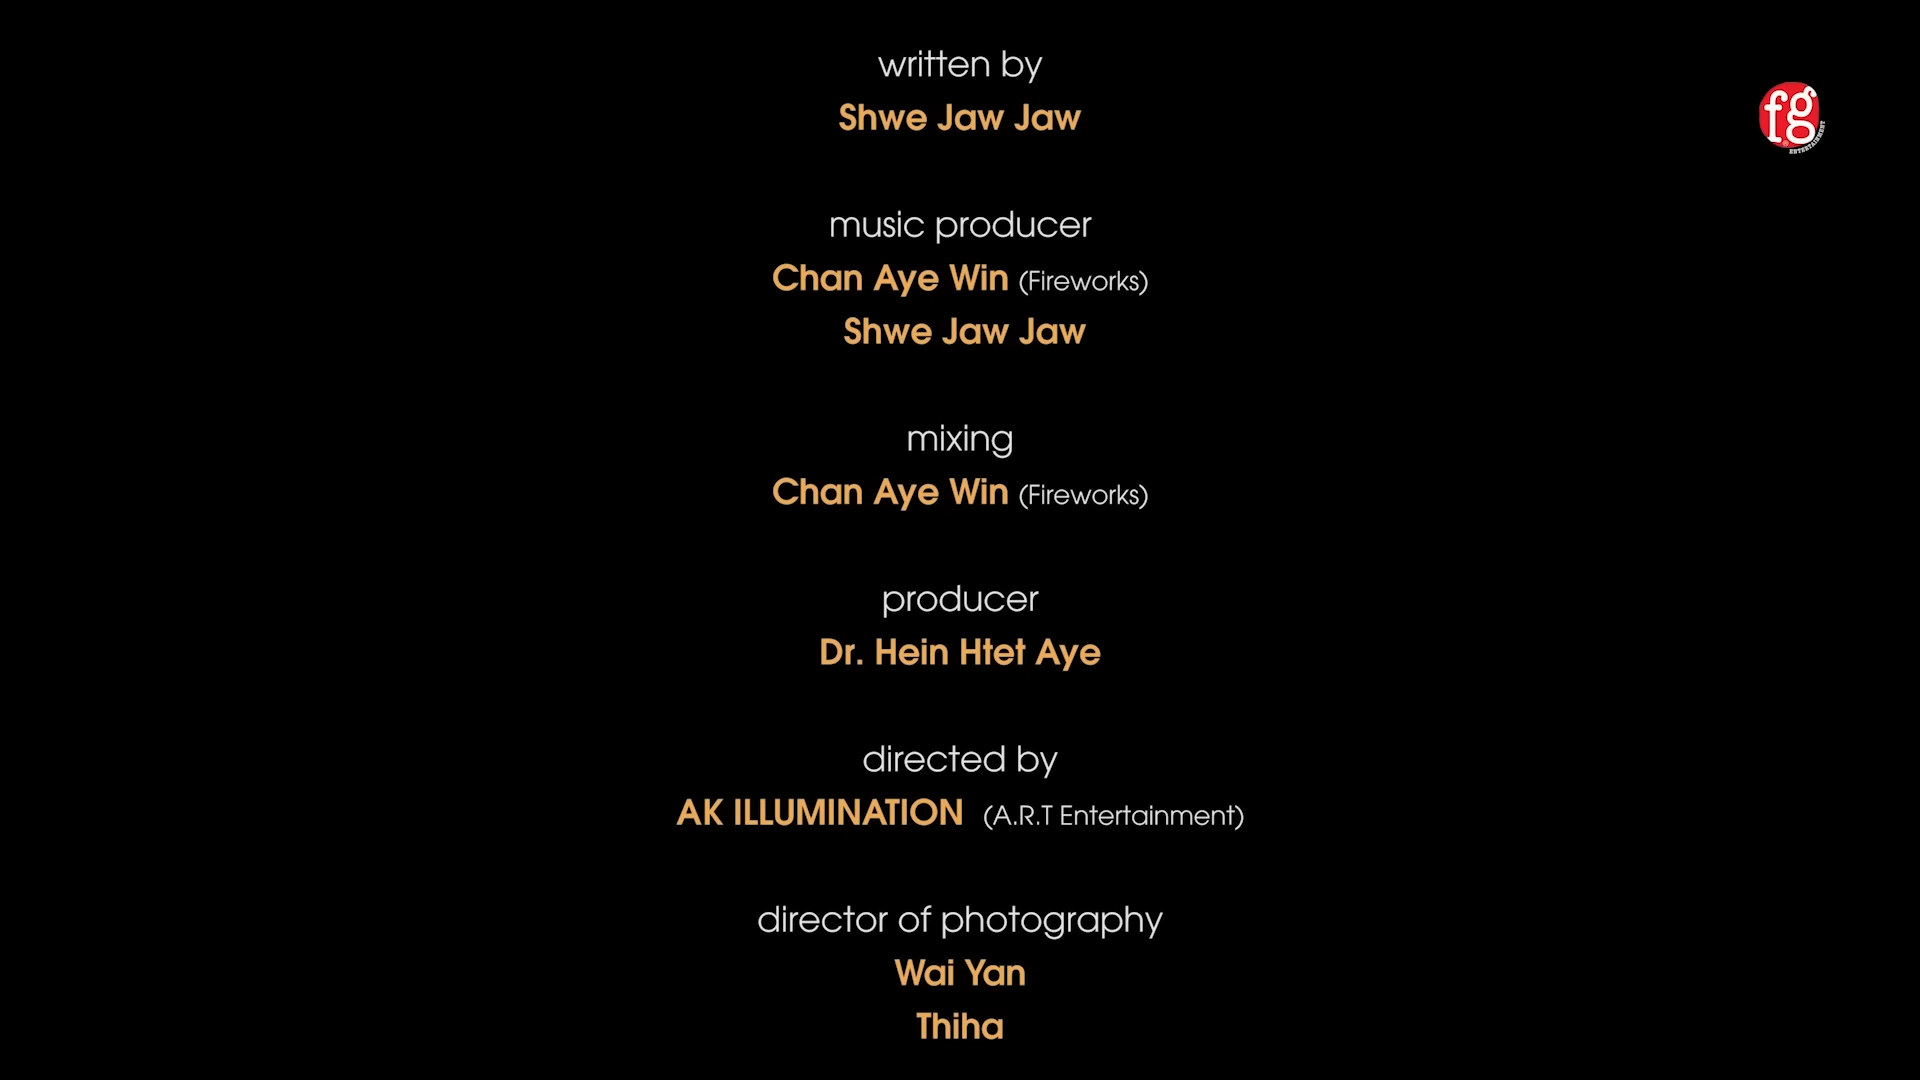 written by
Shwe Jaw Jaw
f.g
ENTERTAINMENT
music producer
Chan Aye Win (Fireworks)
Shwe Jaw Jaw
mixing
Chan Aye Win (Fireworks)
producer
Dr. Hein Htet Aye
directed by
AK ILLUMINATION (A.R.T Entertainment)
director of photography
Wai Yan
Thiha